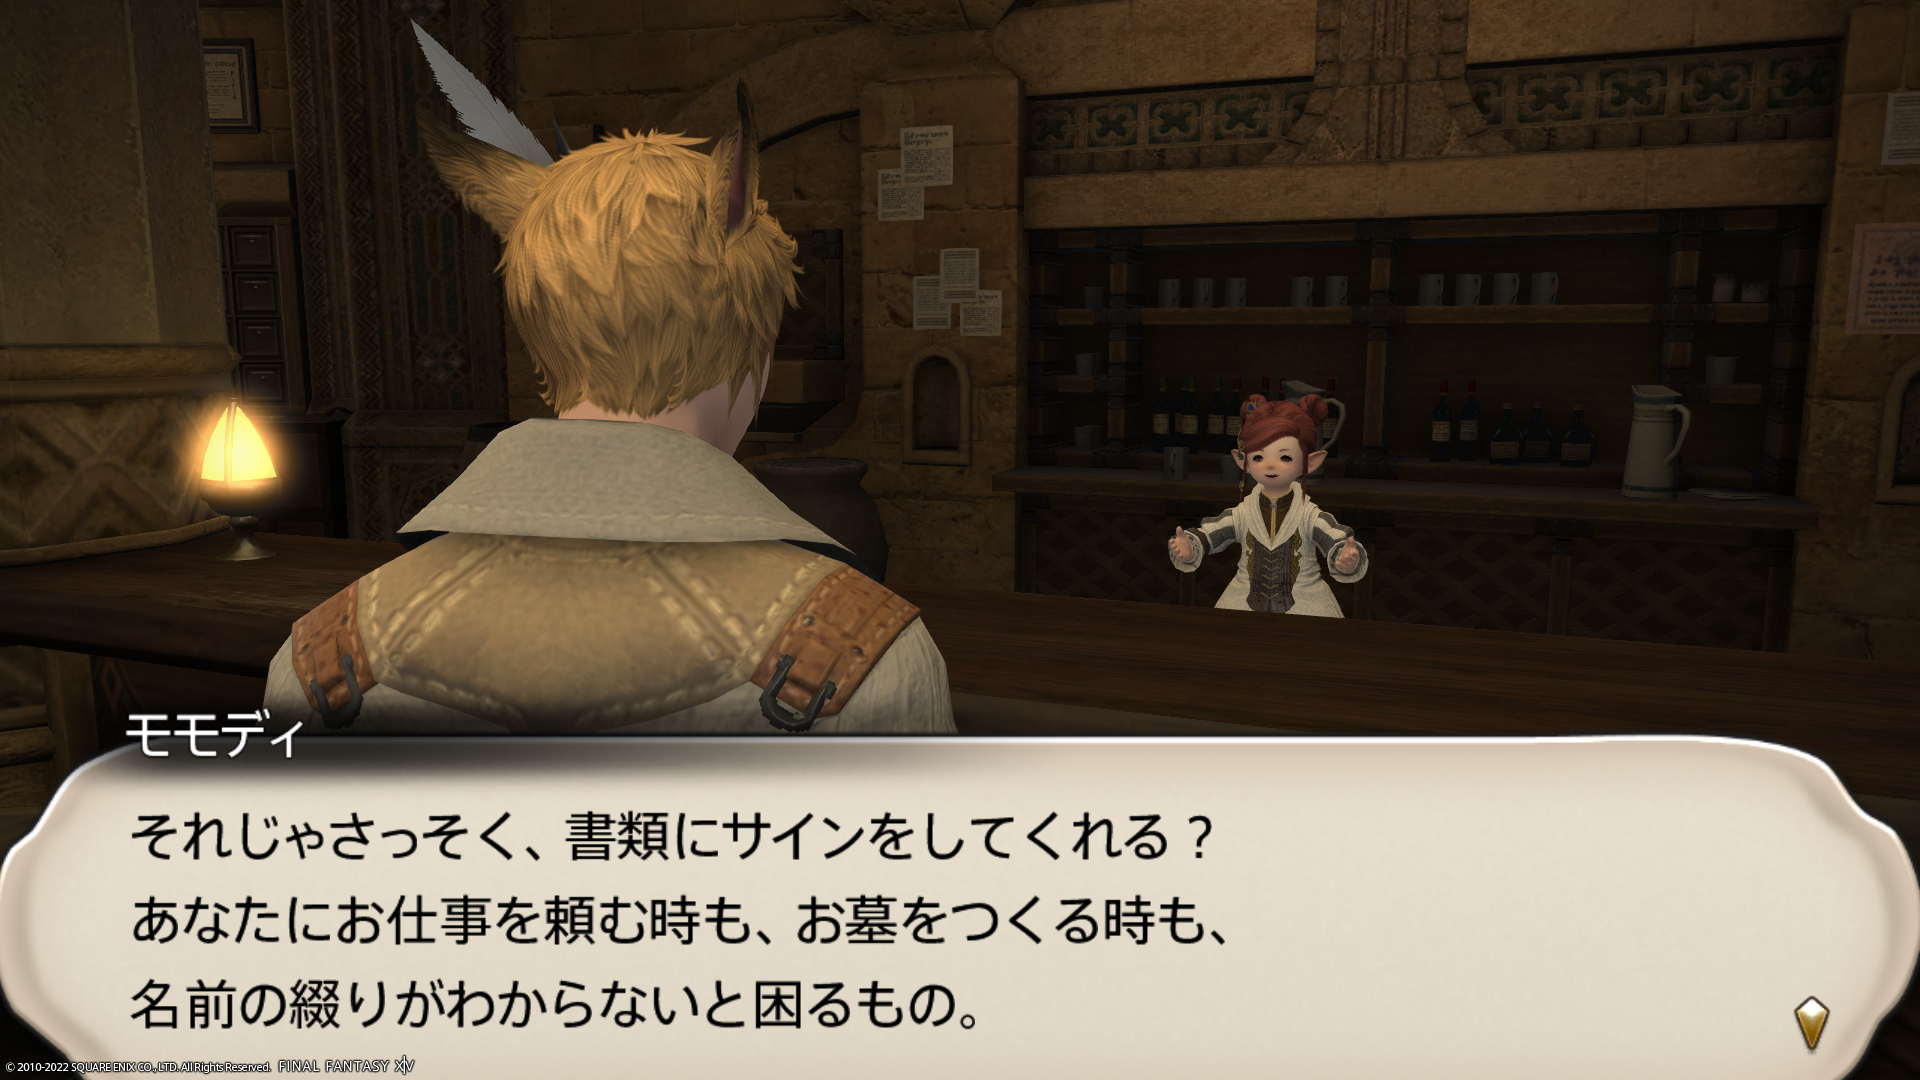 モモディ
それじゃさっそく、書類にサインをしてくれる？
あなたにお仕事を頼む時も、お墓をつくる時も、
名前の綴りがわからないと困るもの。
© 2010-2022 SQUARE ENIX CO., LTD. All Rights Reserved. FINAL FANTASY XIV